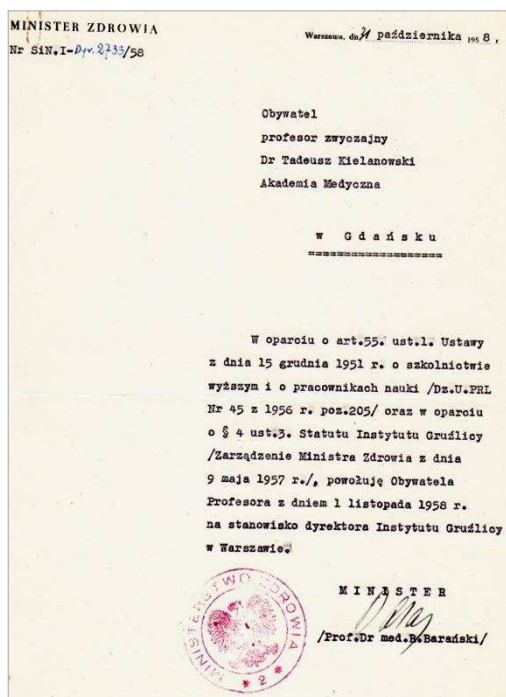 MINISTER ZDROWIA
Warszawa, dn. 21 października 1958 r.
Nr SiN.I-Dyr.2733/58
Obywatel
profesor zwyczajny
Dr Tadeusz Kielanowski
Akademia Medyczna
w Gdańsku
===================
W oparciu o art.55. ust.1. Ustawy
z dnia 15 grudnia 1951 r. o szkolnictwie
wyższym i o pracownikach nauki /Dz.U.PRL
Nr 45 z 1956 r. poz.205/ oraz w oparciu
o § 4 ust.3. Statutu Instytutu Gruźlicy
/Zarządzenie Ministra Zdrowia z dnia
9 maja 1957 r./, powołuję Obywatela
Profesora z dniem 1 listopada 1958 r.
na stanowisko dyrektora Instytutu Gruźlicy
w Warszawie.
MINISTER
/Prof.Dr med.R.Barański/
MINISTERSTWO ZDROWIA
* 2 *